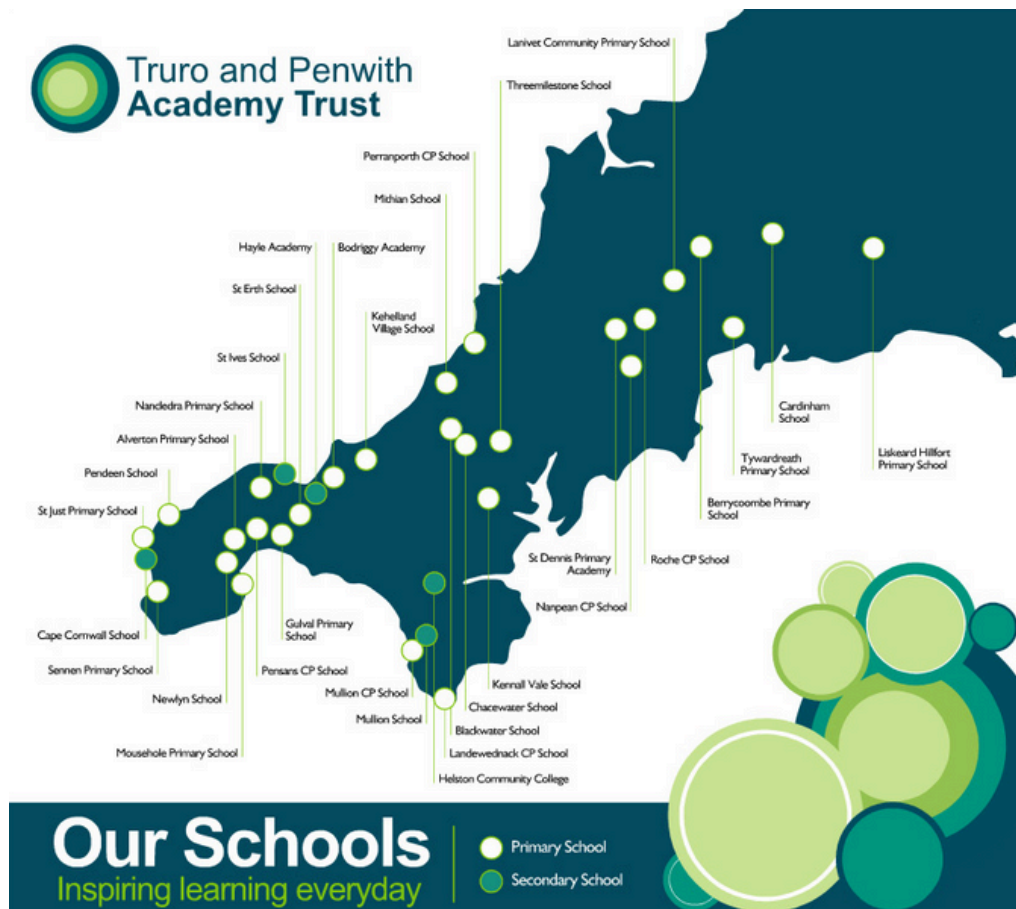 Truro and Penwith
Academy Trust
Lanivet Community Primary School
Threemilestone School
Perranporth CP School
Mithian School
Hayle Academy
Bodriggy Academy
St Erth School
Kehelland
Village School
St Ives School
Nancledra Primary School
Alverton Primary School
Pendeen School
St Just Primary School
Cardinham
School
Tywardreath
Primary School
Liskeard Hillfort
Primary School
Berrycoombe Primary
School
St Dennis Primary
Academy
Roche CP School
Nanpean CP School
Cape Cornwall School
Sennen Primary School
Newlyn School
Mousehole Primary School
Gulval Primary
School
Pensans CP School
Mullion CP School
Mullion School
Kennall Vale School
Chacewater School
Blackwater School
Landewednack CP School
Helston Community College
Our Schools
Inspiring learning everyday
Primary School
Secondary School